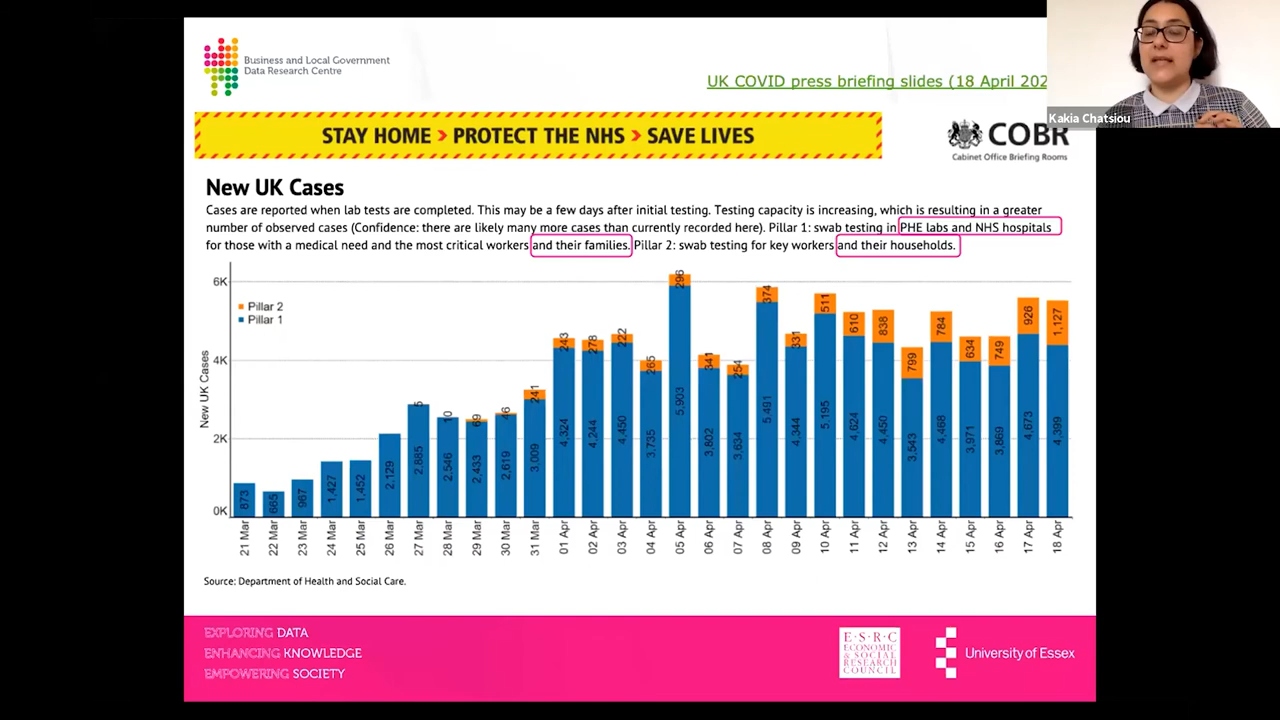 Business and Local Government
Data Research Centre
UK COVID press briefing slides (18 April 202
Kakia Chatsiou
STAY HOME > PROTECT THE NHS > SAVE LIVES
COBR
Cabinet Office Briefing Rooms
New UK Cases
Cases are reported when lab tests are completed. This may be a few days after initial testing. Testing capacity is increasing, which is resulting in a greater
number of observed cases (Confidence: there are likely many more cases than currently recorded here). Pillar 1: swab testing in PHE labs and NHS hospitals
for those with a medical need and the most critical workers and their families. Pillar 2: swab testing for key workers and their households.
New UK Cases
6K
4K
2K
0K
Pillar 2
Pillar 1
5 10 69 46 241 243 278 222 265 296 341 254 374 331 511 610 838 799 784 634 749 926 1,127
873 665 967 1,427 1,452 2,129 2,885 2,546 2,433 2,619 3,009 4,324 4,244 4,450 3,735 5,903 3,802 3,634 5,491 4,344 5,195 4,624 4,450 3,543 4,468 3,971 3,869 4,673 4,399
21 Mar 22 Mar 23 Mar 24 Mar 25 Mar 26 Mar 27 Mar 28 Mar 29 Mar 30 Mar 31 Mar 01 Apr 02 Apr 03 Apr 04 Apr 05 Apr 06 Apr 07 Apr 08 Apr 09 Apr 10 Apr 11 Apr 12 Apr 13 Apr 14 Apr 15 Apr 16 Apr 17 Apr 18 Apr
Source: Department of Health and Social Care.
EXPLORING DATA
ENHANCING KNOWLEDGE
EMPOWERING SOCIETY
E·S·R·C
ECONOMIC
& SOCIAL
RESEARCH
COUNCIL
University of Essex